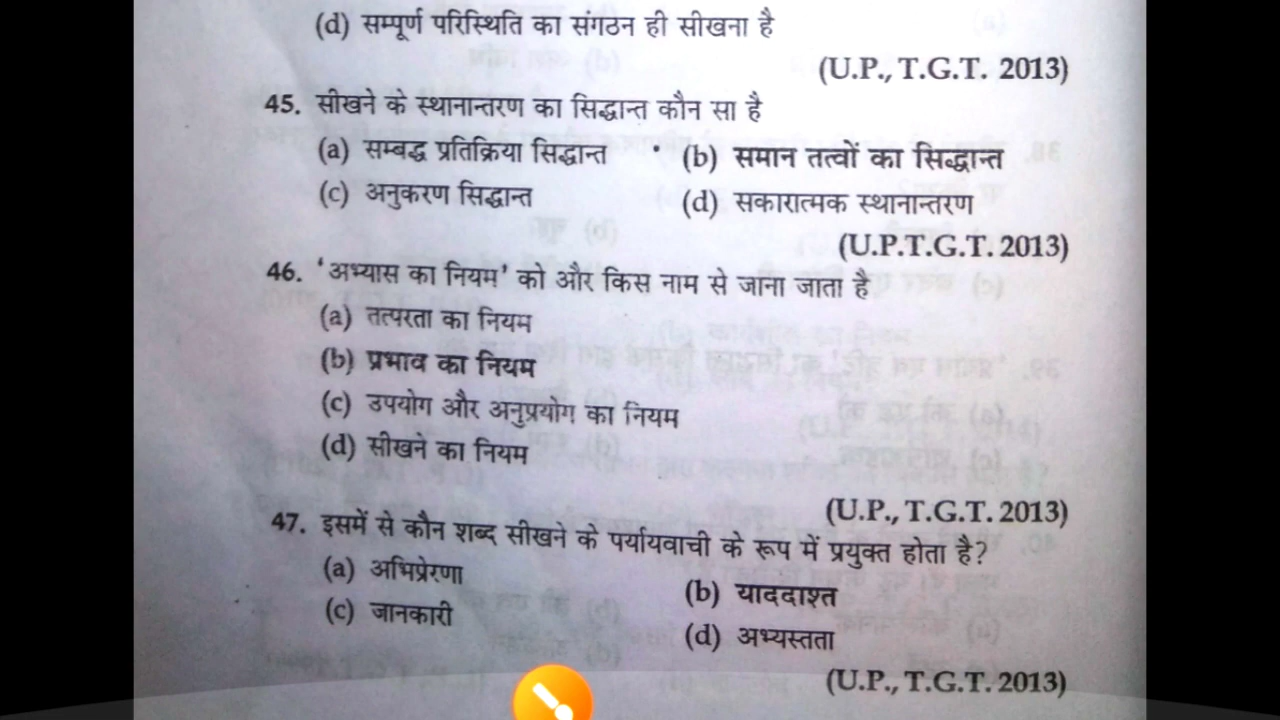 (d) सम्पूर्ण परिस्थिति का संगठन ही सीखना है
(U.P., T.G.T. 2013)
45. सीखने के स्थानान्तरण का सिद्धान्त कौन सा है
(a) सम्बद्ध प्रतिक्रिया सिद्धान्त (b) समान तत्वों का सिद्धान्त
(c) अनुकरण सिद्धान्त (d) सकारात्मक स्थानान्तरण
(U.P.T.G.T. 2013)
46. 'अभ्यास का नियम' को और किस नाम से जाना जाता है
(a) तत्परता का नियम
(b) प्रभाव का नियम
(c) उपयोग और अनुप्रयोग का नियम
(d) सीखने का नियम
(U.P., T.G.T. 2013)
47. इसमें से कौन शब्द सीखने के पर्यायवाची के रूप में प्रयुक्त होता है?
(a) अभिप्रेरणा (b) याददाश्त
(c) जानकारी (d) अभ्यस्तता
(U.P., T.G.T. 2013)